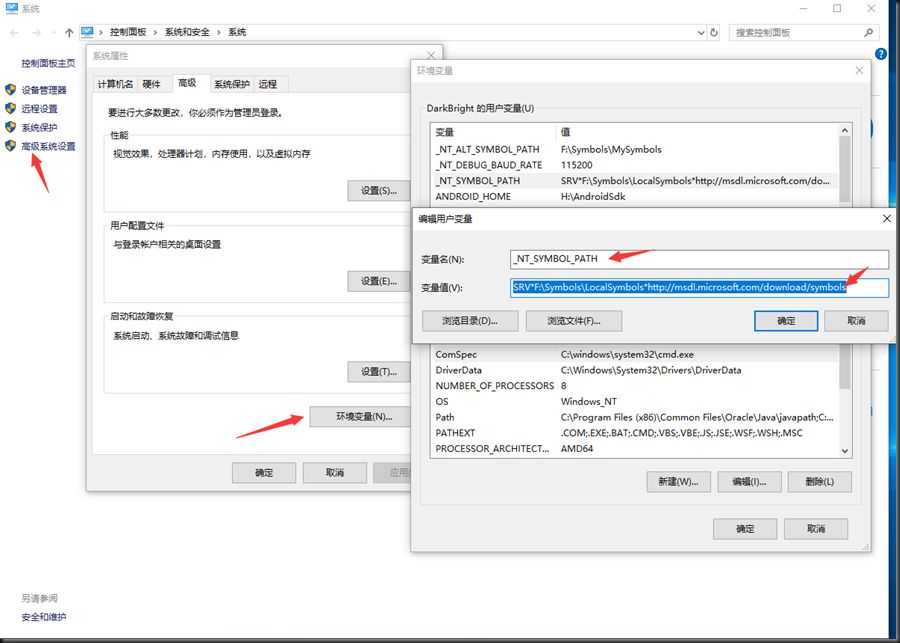 系统
控制面板 › 系统和安全 › 系统
搜索控制面板
控制面板主页
设备管理器
远程设置
系统保护
高级系统设置
另请参阅
安全和维护
系统属性
计算机名 硬件 高级 系统保护 远程
要进行大多数更改，你必须作为管理员登录。
性能
视觉效果，处理器计划，内存使用，以及虚拟内存
设置(S)...
用户配置文件
与登录帐户相关的桌面设置
设置(E)...
启动和故障恢复
系统启动、系统故障和调试信息
设置(T)...
环境变量(N)...
确定 取消 应用(
环境变量
DarkBright 的用户变量(U)
变量 值
_NT_ALT_SYMBOL_PATH F:\Symbols\MySymbols
_NT_DEBUG_BAUD_RATE 115200
_NT_SYMBOL_PATH SRV*F:\Symbols\LocalSymbols*http://msdl.microsoft.com/do...
ANDROID_HOME H:\AndroidSdk
编辑用户变量
变量名(N): _NT_SYMBOL_PATH
变量值(V): SRV*F:\Symbols\LocalSymbols*http://msdl.microsoft.com/download/symbols
浏览目录(D)... 浏览文件(F)... 确定 取消
ComSpec C:\windows\system32\cmd.exe
DriverData C:\Windows\System32\Drivers\DriverData
NUMBER_OF_PROCESSORS 8
OS Windows_NT
Path C:\Program Files (x86)\Common Files\Oracle\Java\javapath;C:...
PATHEXT .COM;.EXE;.BAT;.CMD;.VBS;.VBE;.JS;.JSE;.WSF;.WSH;.MSC
PROCESSOR_ARCHITECT... AMD64
新建(W)... 编辑(I)... 删除(L)
确定 取消